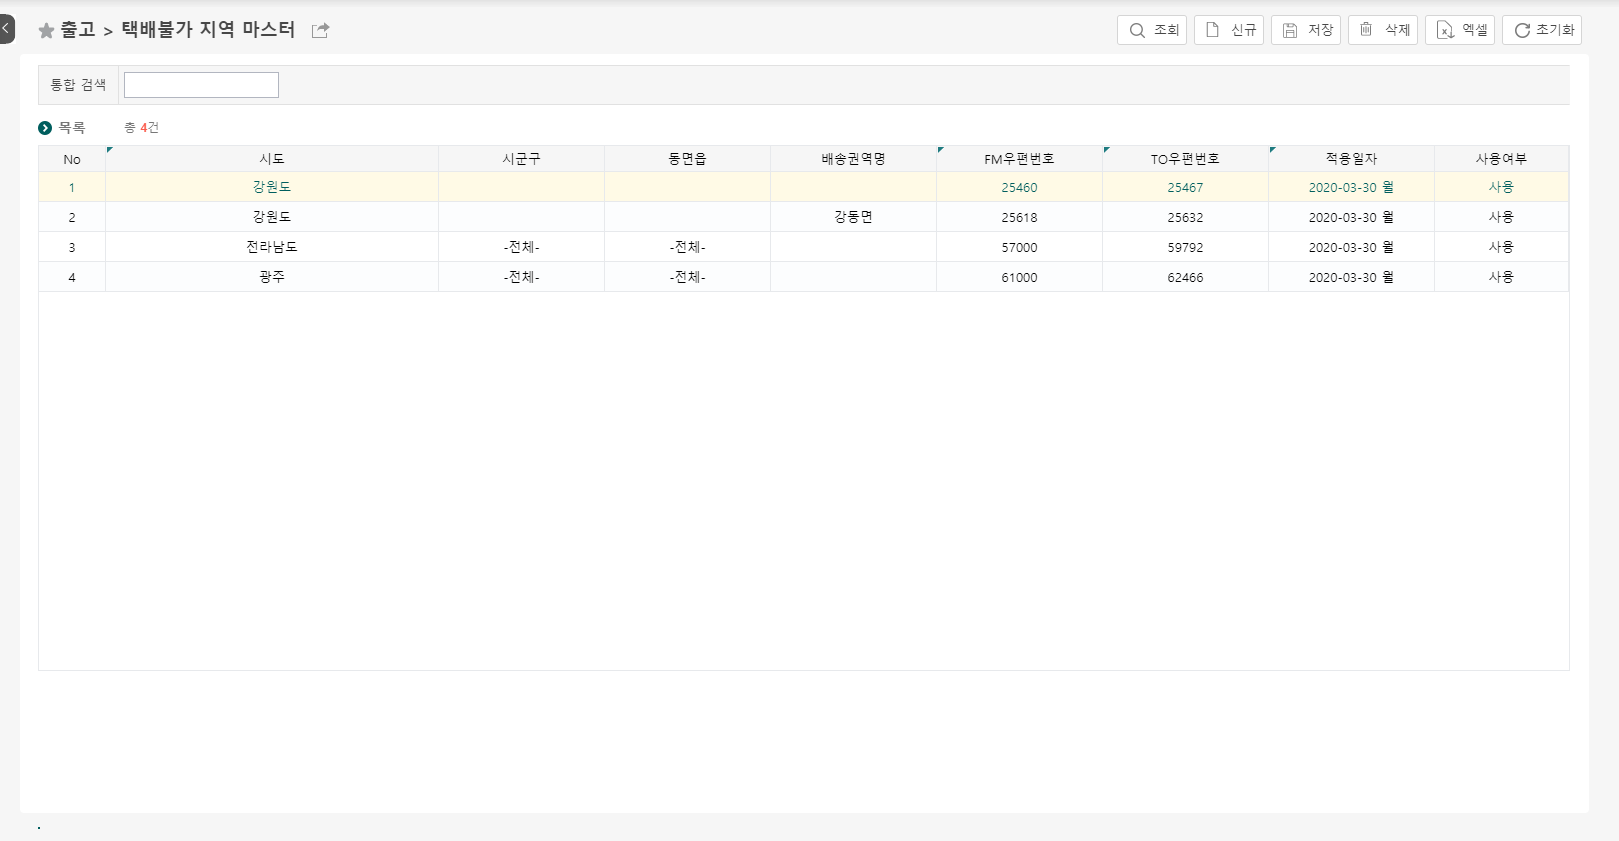 출고 > 택배불가 지역 마스터
조회 신규 저장 삭제 엑셀 초기화
통합 검색
목록 총 4건
No 시도 시군구 동면읍 배송권역명 FM우편번호 TO우편번호 적용일자 사용여부
1 강원도 25460 25467 2020-03-30 월 사용
2 강원도 강동면 25618 25632 2020-03-30 월 사용
3 전라남도 -전체- -전체- 57000 59792 2020-03-30 월 사용
4 광주 -전체- -전체- 61000 62466 2020-03-30 월 사용